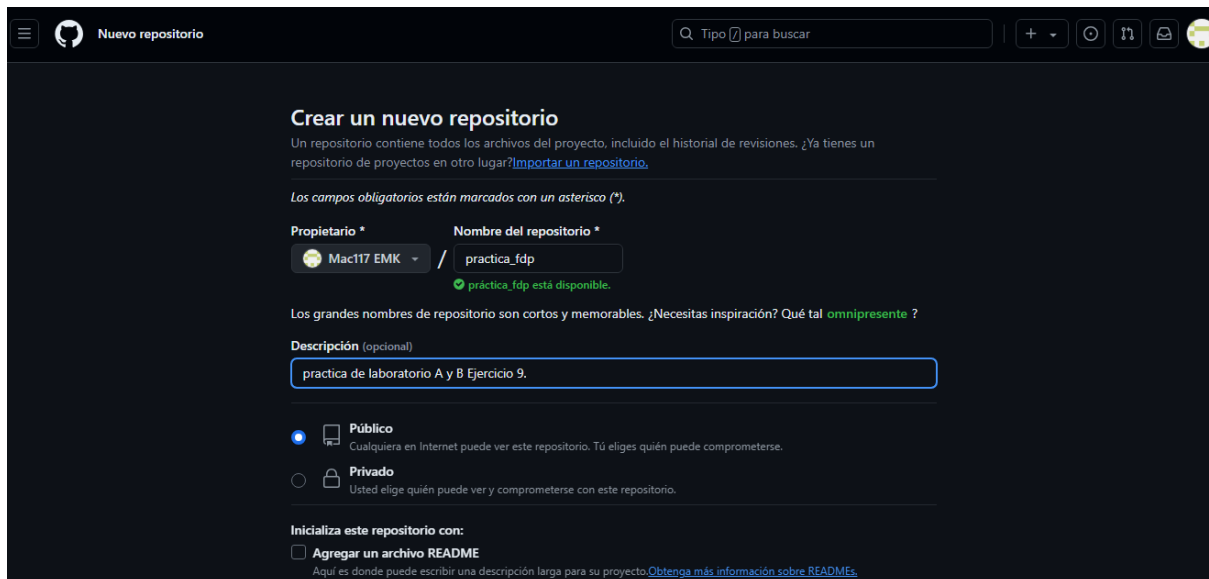 Nuevo repositorio
Tipo / para buscar
Crear un nuevo repositorio
Un repositorio contiene todos los archivos del proyecto, incluido el historial de revisiones. ¿Ya tienes un
repositorio de proyectos en otro lugar?Importar un repositorio.
Los campos obligatorios están marcados con un asterisco (*).
Propietario * Nombre del repositorio *
Mac117 EMK / practica_fdp
práctica_fdp está disponible.
Los grandes nombres de repositorio son cortos y memorables. ¿Necesitas inspiración? Qué tal omnipresente ?
Descripción (opcional)
practica de laboratorio A y B Ejercicio 9.
Público
Cualquiera en Internet puede ver este repositorio. Tú eliges quién puede comprometerse.
Privado
Usted elige quién puede ver y comprometerse con este repositorio.
Inicializa este repositorio con:
Agregar un archivo README
Aquí es donde puede escribir una descripción larga para su proyecto.Obtenga más información sobre READMEs.